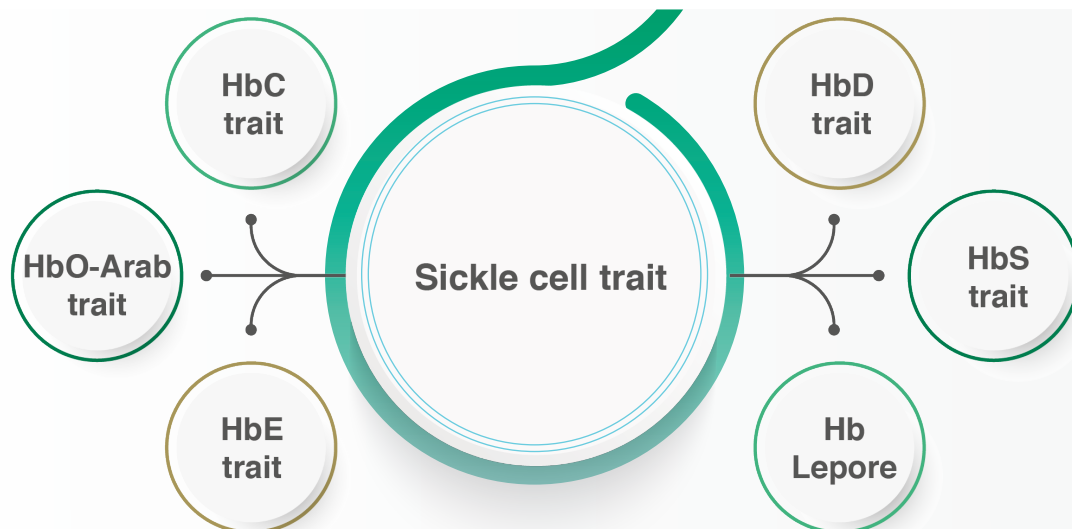 HbC
trait
HbD
trait
HbO-Arab
trait
Sickle cell trait
HbS
trait
HbE
trait
Hb
Lepore